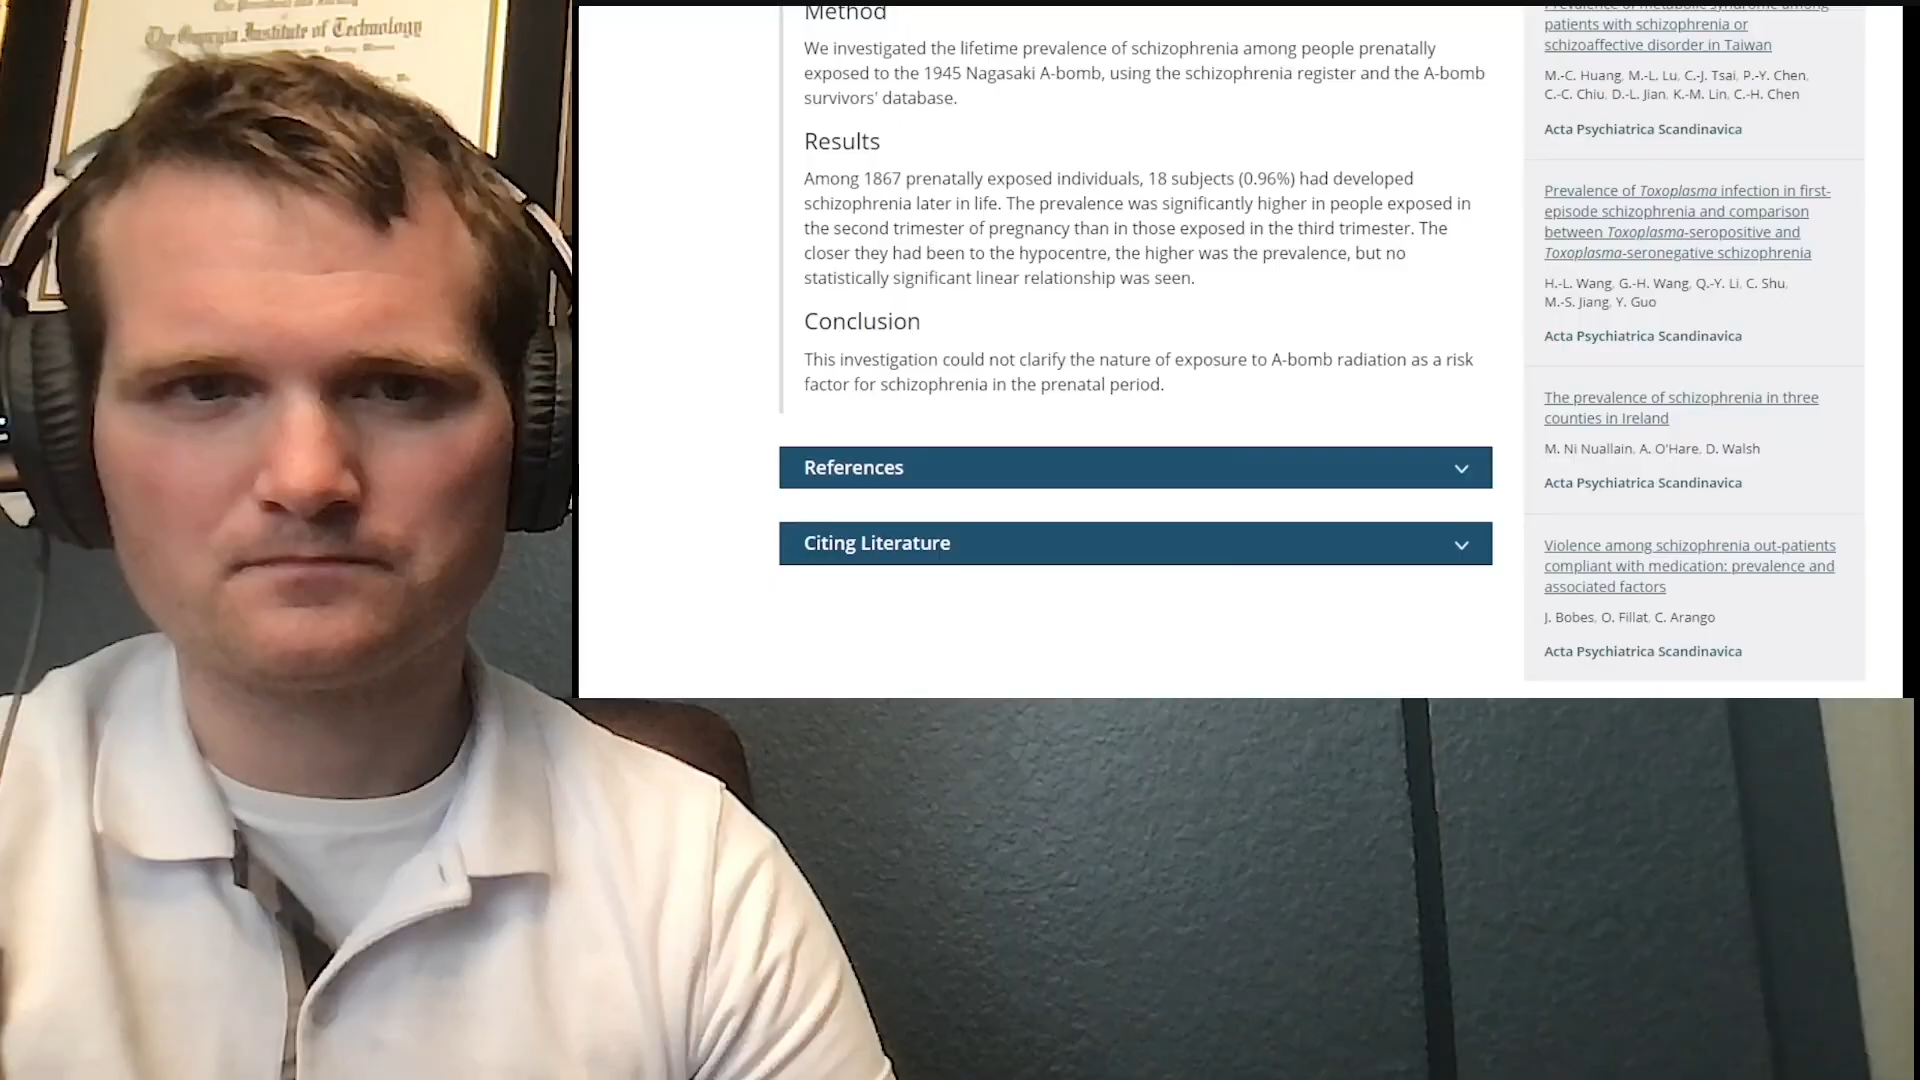 The Georgia Institute of Technology
Method
We investigated the lifetime prevalence of schizophrenia among people prenatally
exposed to the 1945 Nagasaki A-bomb, using the schizophrenia register and the A-bomb
survivors' database.
Results
Among 1867 prenatally exposed individuals, 18 subjects (0.96%) had developed
schizophrenia later in life. The prevalence was significantly higher in people exposed in
the second trimester of pregnancy than in those exposed in the third trimester. The
closer they had been to the hypocentre, the higher was the prevalence, but no
statistically significant linear relationship was seen.
Conclusion
This investigation could not clarify the nature of exposure to A-bomb radiation as a risk
factor for schizophrenia in the prenatal period.
References
Citing Literature
Prevalence of metabolic syndrome among
patients with schizophrenia or
schizoaffective disorder in Taiwan
M.-C. Huang, M.-L. Lu, C.-J. Tsai, P.-Y. Chen,
C.-C. Chiu, D.-L. Jian, K.-M. Lin, C.-H. Chen
Acta Psychiatrica Scandinavica
Prevalence of Toxoplasma infection in first-
episode schizophrenia and comparison
between Toxoplasma-seropositive and
Toxoplasma-seronegative schizophrenia
H.-L. Wang, G.-H. Wang, Q.-Y. Li, C. Shu,
M.-S. Jiang, Y. Guo
Acta Psychiatrica Scandinavica
The prevalence of schizophrenia in three
counties in Ireland
M. Ni Nuallain, A. O'Hare, D. Walsh
Acta Psychiatrica Scandinavica
Violence among schizophrenia out-patients
compliant with medication: prevalence and
associated factors
J. Bobes, O. Fillat, C. Arango
Acta Psychiatrica Scandinavica